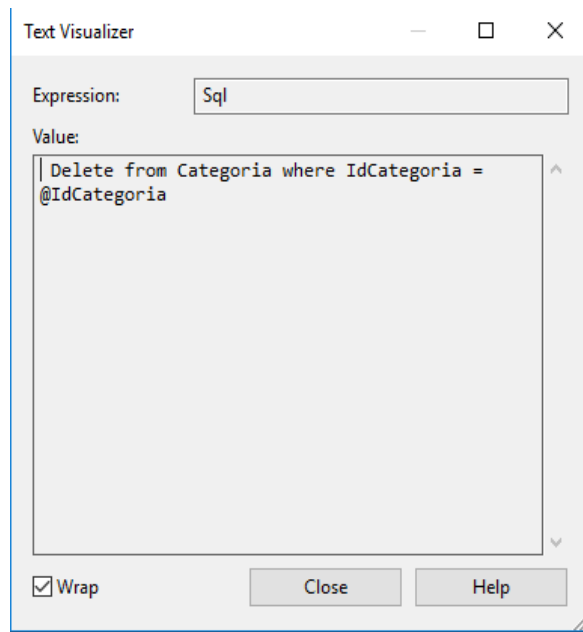 Text Visualizer
Expression:
Sql
Value:
Delete from Categoria where IdCategoria =
@IdCategoria
Wrap
Close
Help